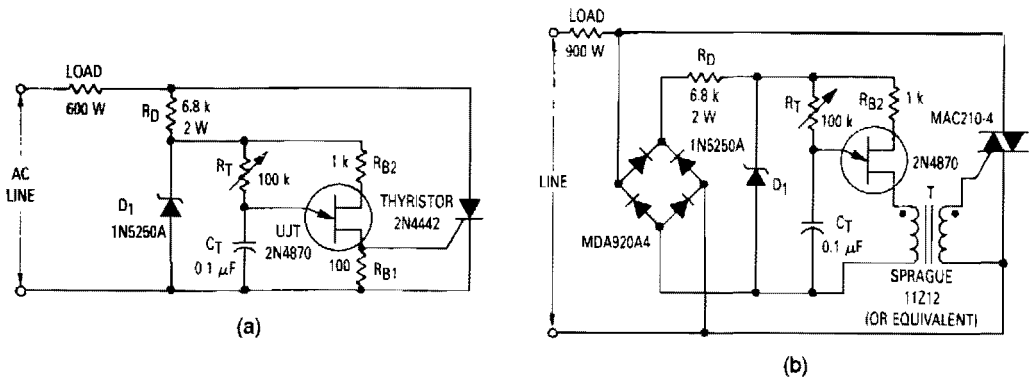 LOAD
600 W
RD
6.8 k
2 W
RT
100 k
1 k
RB2
AC
LINE
D1
1N5250A
THYRISTOR
2N4442
UJT
2N4870
CT
0.1 µF
100
RB1
(a)
LOAD
900 W
RD
6.8 k
2 W
RT
100 k
RB2
1 k
MAC210-4
1N5250A
2N4870
LINE
D1
T
MDA920A4
CT
0.1 µF
SPRAGUE
11Z12
(OR EQUIVALENT)
(b)